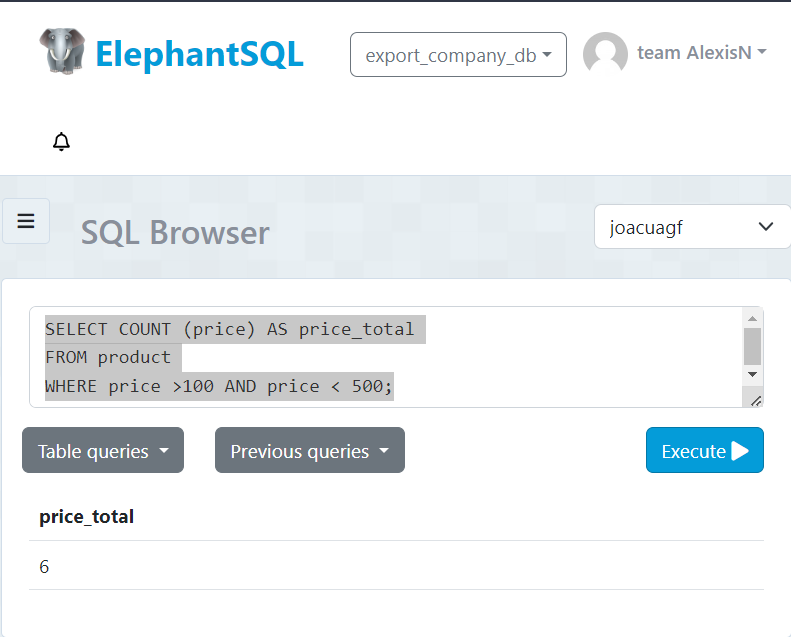 ElephantSQL
export_company_db
team AlexisN
SQL Browser
joacuagf
SELECT COUNT (price) AS price_total
FROM product
WHERE price >100 AND price < 500;
Table queries
Previous queries
Execute
price_total
6